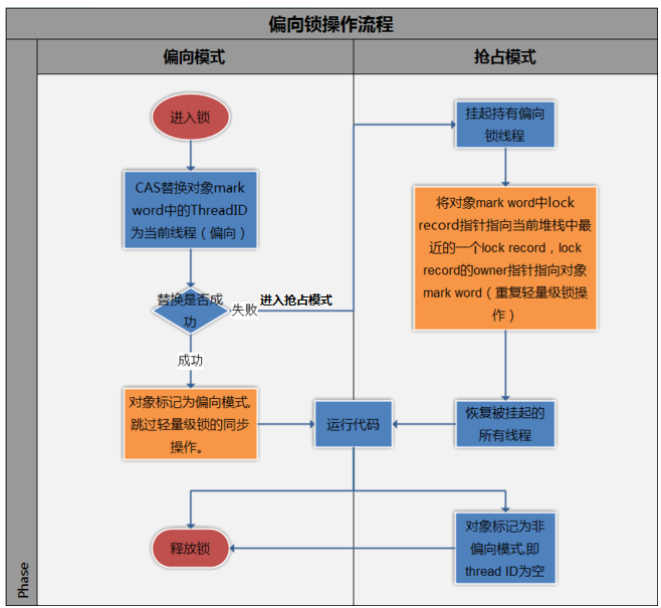 偏向锁操作流程
偏向模式
抢占模式
进入锁
CAS替换对象mark
word中的ThreadID
为当前线程（偏向）
替换是否成
功
失败
进入抢占模式
成功
对象标记为偏向模式,
跳过轻量级锁的同步
操作。
挂起持有偏向
锁线程
将对象mark word中lock
record指针指向当前堆栈中最
近的一个lock record，lock
record的owner指针指向对象
mark word（重复轻量级锁操
作）
恢复被挂起的
所有线程
运行代码
释放锁
对象标记为非
偏向模式,即
thread ID为空
Phase